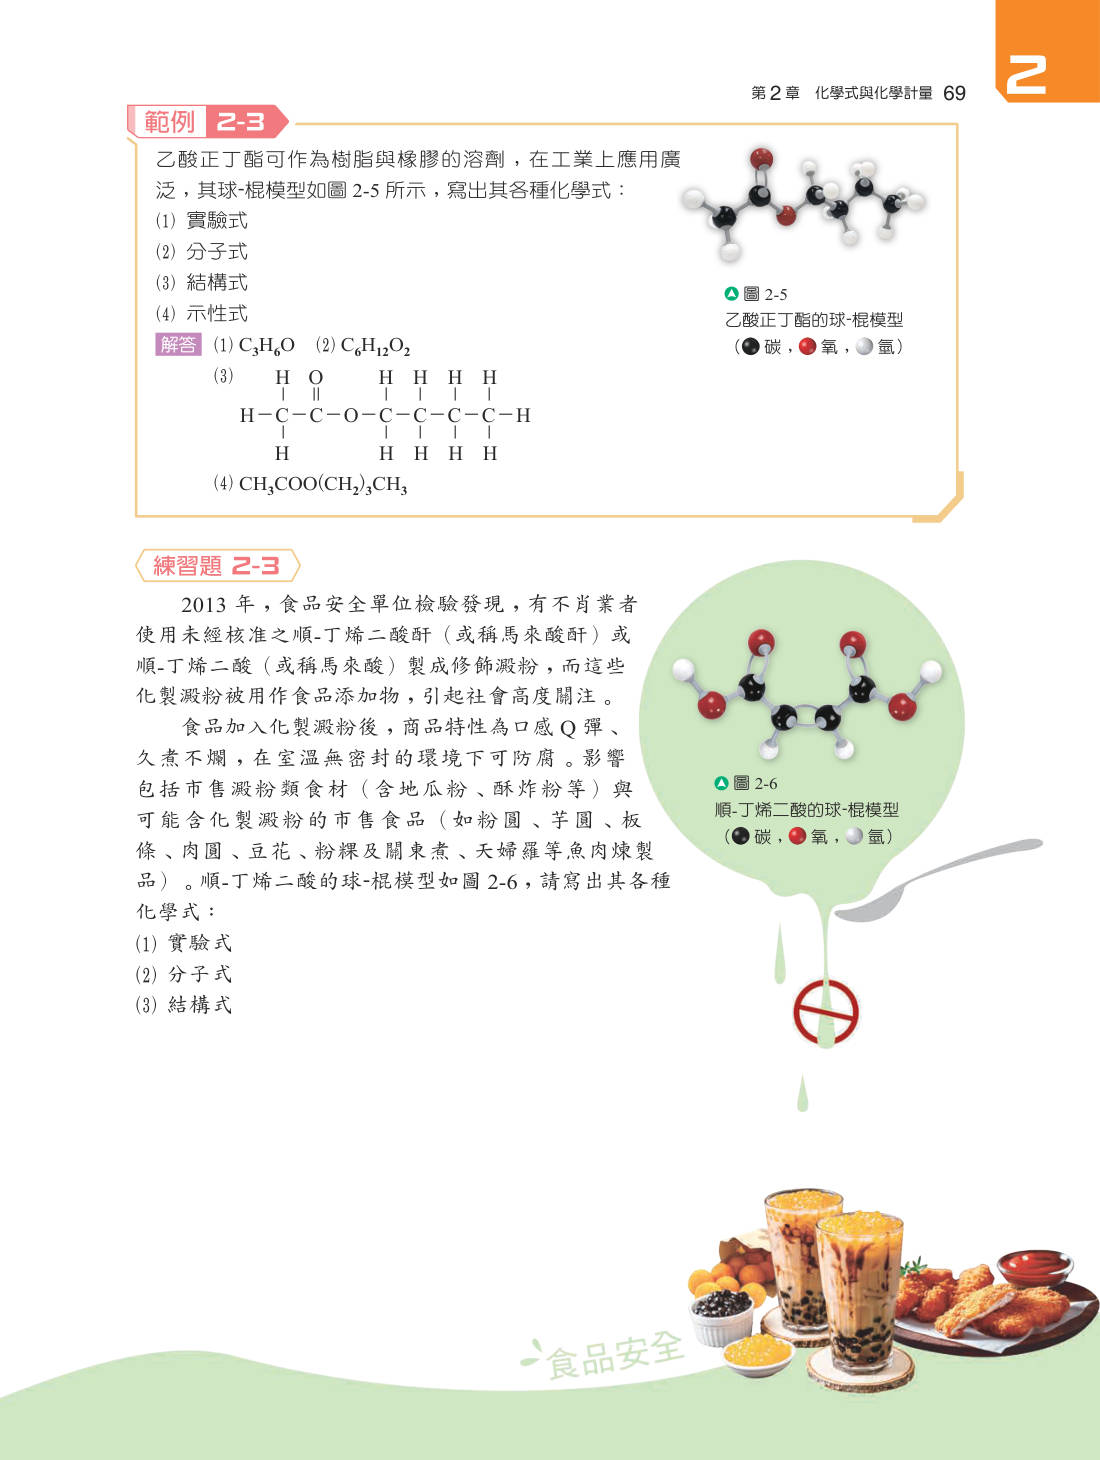 2
第 2 章　化學式與化學計量　69
範例 2-3
乙酸正丁酯可作為樹脂與橡膠的溶劑，在工業上應用廣
泛，其球-棍模型如圖 2-5 所示，寫出其各種化學式：
(1) 實驗式
(2) 分子式
(3) 結構式
(4) 示性式
解答 (1) C₃H₆O　(2) C₆H₁₂O₂
(3)　H　O　H　H　H　H
H－C－C－O－C－C－C－C－H
H　H　H　H　H
(4) CH₃COO(CH₂)₃CH₃
圖 2-5
乙酸正丁酯的球-棍模型
（碳，氧，氫）
練習題 2-3
2013 年，食品安全單位檢驗發現，有不肖業者
使用未經核准之順-丁烯二酸酐（或稱馬來酸酐）或
順-丁烯二酸（或稱馬來酸）製成修飾澱粉，而這些
化製澱粉被用作食品添加物，引起社會高度關注。
食品加入化製澱粉後，商品特性為口感 Q 彈、
久煮不爛，在室溫無密封的環境下可防腐。影響
包括市售澱粉類食材（含地瓜粉、酥炸粉等）與
可能含化製澱粉的市售食品（如粉圓、芋圓、板
條、肉圓、豆花、粉粿及關東煮、天婦羅等魚肉煉製
品）。順-丁烯二酸的球-棍模型如圖 2-6，請寫出其各種
化學式：
(1) 實驗式
(2) 分子式
(3) 結構式
圖 2-6
順-丁烯二酸的球-棍模型
（碳，氧，氫）
食品安全